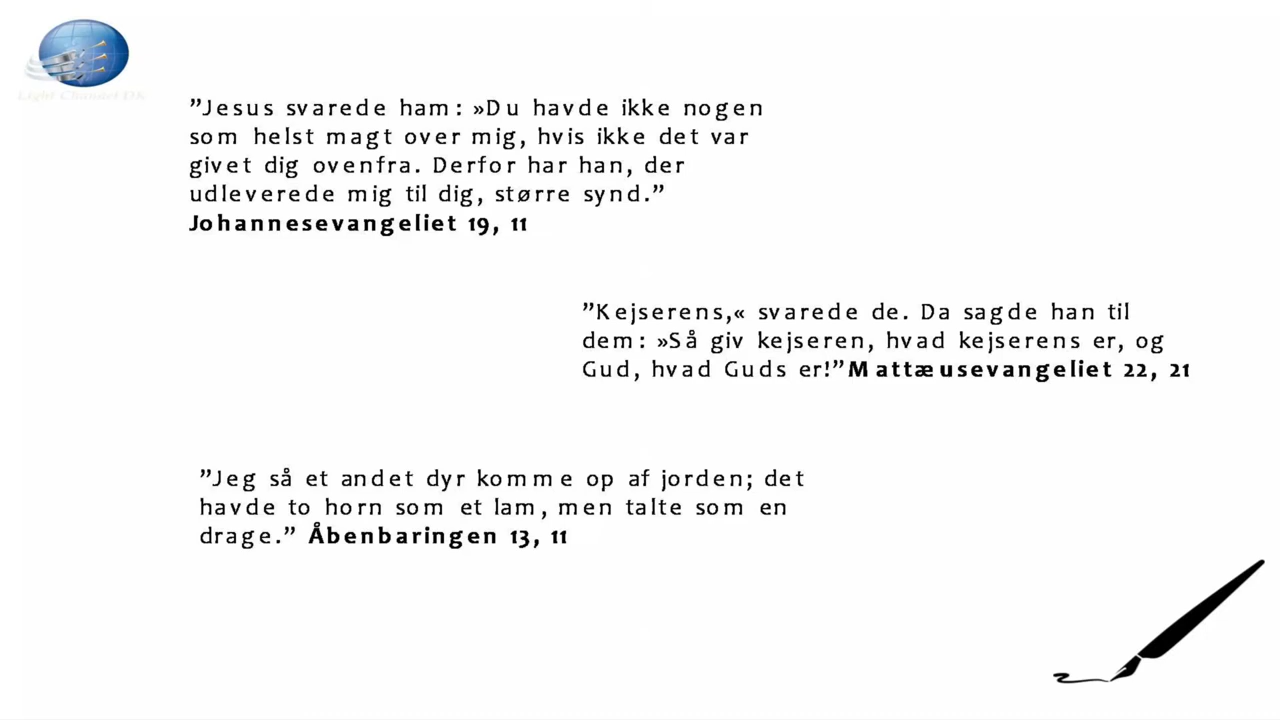 Light Channel DK
”Jesus svarede ham: »Du havde ikke nogen
som helst magt over mig, hvis ikke det var
givet dig ovenfra. Derfor har han, der
udleverede mig til dig, større synd.”
Johannesevangeliet 19, 11
”Kejserens,« svarede de. Da sagde han til
dem: »Så giv kejseren, hvad kejserens er, og
Gud, hvad Guds er!”Mattæusevangeliet 22, 21
”Jeg så et andet dyr komme op af jorden; det
havde to horn som et lam, men talte som en
drage.” Åbenbaringen 13, 11